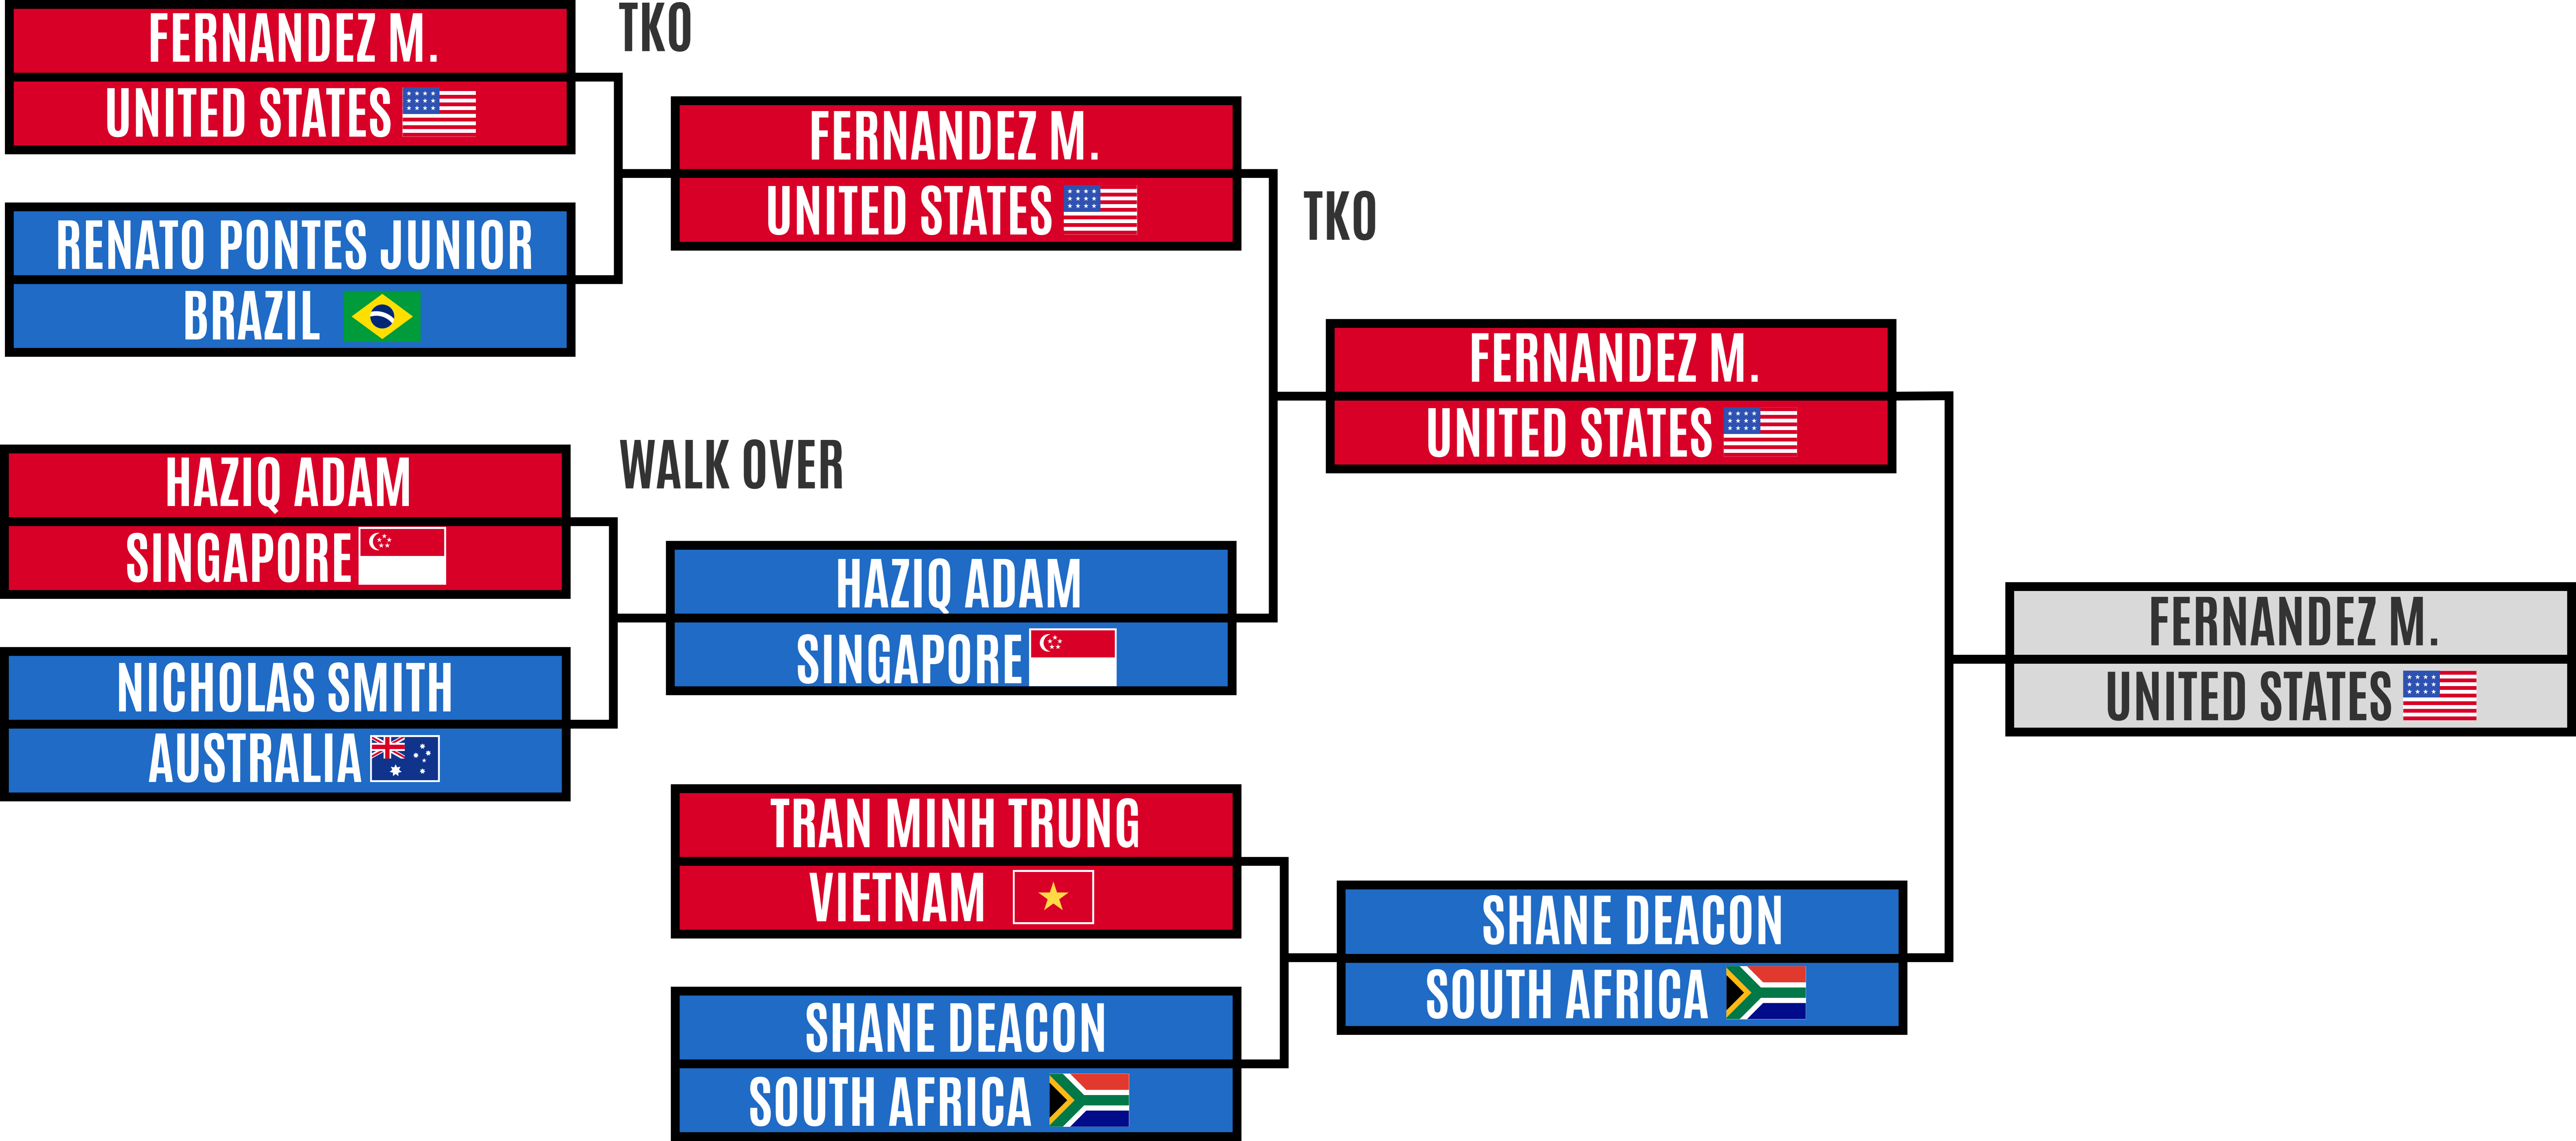 FERNANDEZ M.
UNITED STATES
TKO
RENATO PONTES JUNIOR
BRAZIL
FERNANDEZ M.
UNITED STATES
TKO
HAZIQ ADAM
SINGAPORE
WALK OVER
NICHOLAS SMITH
AUSTRALIA
HAZIQ ADAM
SINGAPORE
FERNANDEZ M.
UNITED STATES
TRAN MINH TRUNG
VIETNAM
SHANE DEACON
SOUTH AFRICA
SHANE DEACON
SOUTH AFRICA
FERNANDEZ M.
UNITED STATES